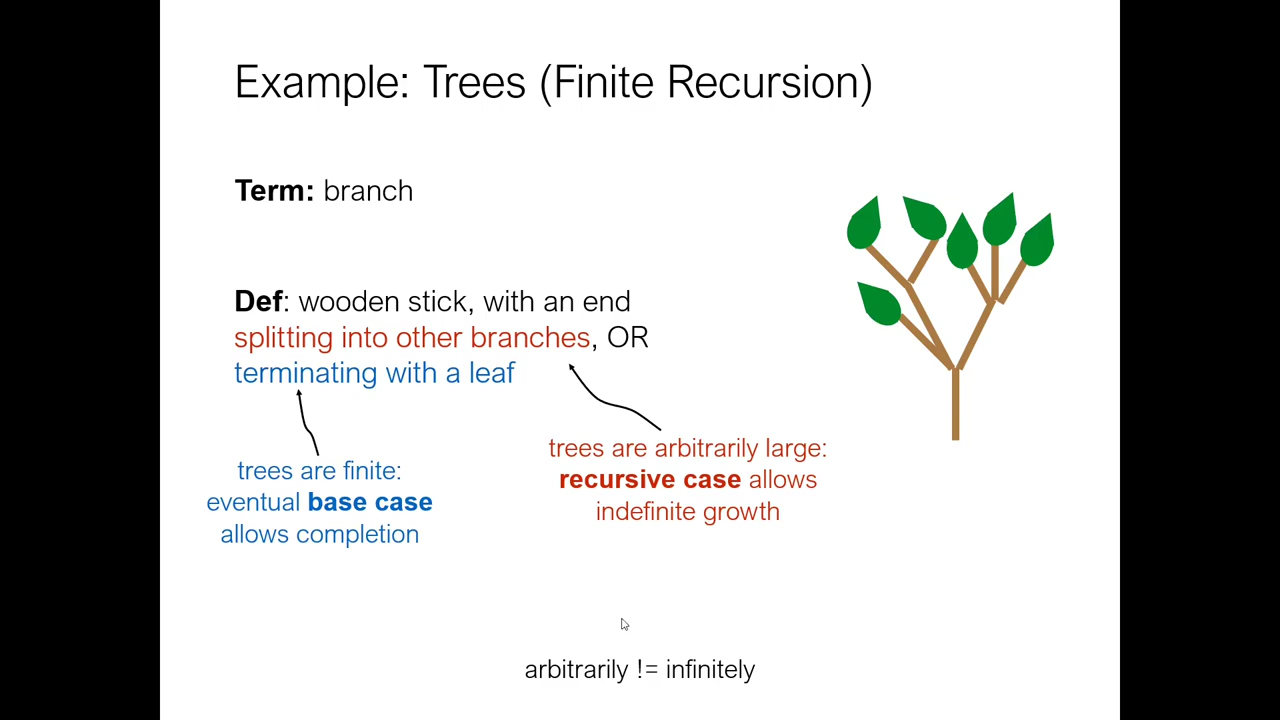 Example: Trees (Finite Recursion)
Term: branch
Def: wooden stick, with an end
splitting into other branches, OR
terminating with a leaf
trees are finite:
eventual base case
allows completion
trees are arbitrarily large:
recursive case allows
indefinite growth
arbitrarily != infinitely